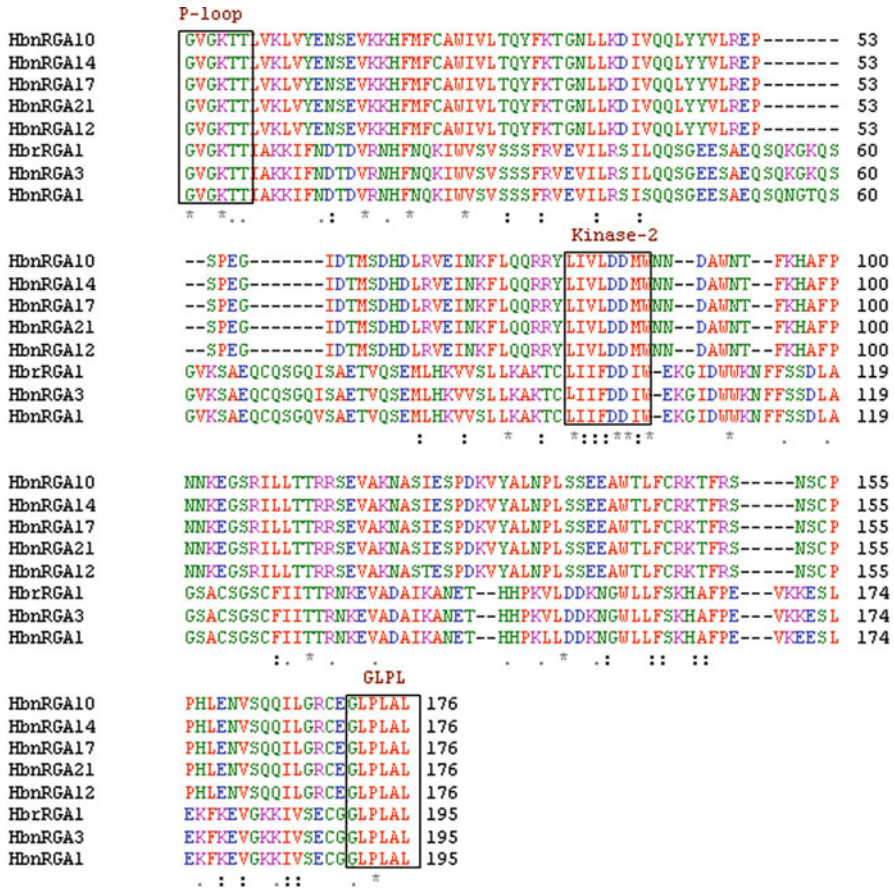 P-loop
HbnRGA10 GVGKTTLVKLVYENSEVKKHFMFCAWIVLTQYFKTGNLLKDIVQQLYYVLREP------- 53
HbnRGA14 GVGKTTLVKLVYENSEVKKHFMFCAWIVLTQYFKTGNLLKDIVQQLYYVLREP------- 53
HbnRGA17 GVGKTTLVKLVYENSEVKKHFMFCAWIVLTQYFKTGNLLKDIVQQLYYVLREP------- 53
HbnRGA21 GVGKTTLVKLVYENSEVKKHFMFCAWIVLTQYFKTGNLLKDIVQQLYYVLREP------- 53
HbnRGA12 GVGKTTLVKLVYENSEVKKHFMFCAWIVLTQYFKTGNLLKDIVQQLYYVLREP------- 53
HbrRGA1 GVGKTTIAKKIFNDTDVRNHFNQKIWVSVSSSFRVEVILRSILQQSGEESAEQSQKGKQS 60
HbnRGA3 GVGKTTIAKKIFNDTDVRNHFNQKIWVSVSSSFRVEVILRSILQQSGEESAEQSQKGKQS 60
HbnRGA1 GVGKTTIAKKIFNDTDVRNHFNQKIWVSVSSSFRVEVILRSISQQSGEESAEQSQNGTQS 60
* *.. .: * * * : : : :
Kinase-2
HbnRGA10 --SPEG-------IDTMSDHDLRVEINKFLQQRRYLIVLDDMWNN--DAWNT--FKHAFP 100
HbnRGA14 --SPEG-------IDTMSDHDLRVEINKFLQQRRYLIVLDDMWNN--DAWNT--FKHAFP 100
HbnRGA17 --SPEG-------IDTMSDHDLRVEINKFLQQRRYLIVLDDMWNN--DAWNT--FKHAFP 100
HbnRGA21 --SPEG-------IDTMSDHDLRVEINKFLQQRRYLIVLDDMWNN--DAWNT--FKHAFP 100
HbnRGA12 --SPEG-------IDTMSDHDLRVEINKFLQQRRYLIVLDDMWNN--DAWNT--FKHAFP 100
HbrRGA1 GVKSAEQCQSGQISAETVQSEMLHKVVSLLKAKTCLIIFDDIW-EKGIDWWKNFFSSDLA 119
HbnRGA3 GVKSAEQCQSGQVSAETVQSEMLHKVVSLLKAKTCLIIFDDIW-EKGIDWWKNFFSSDLA 119
HbnRGA1 GVKSAEQCQSGQISAETVQSEMLHKVVSLLKAKTCLIIFDDIW-EKGIDWWKNFFSSDLA 119
: : * : *:::**:* * . .
HbnRGA10 NNKEGSRILLTTRRSEVAKNASIESPDKVYALNPLSSEEAWTLFCRKTFRS-----NSCP 155
HbnRGA14 NNKEGSRILLTTRRSEVAKNASIESPDKVYALNPLSSEEAWTLFCRKTFRS-----NSCP 155
HbnRGA17 NNKEGSRILLTTRRSEVAKNASIESPDKVYALNPLSSEEAWTLFCRKTFRS-----NSCP 155
HbnRGA21 NNKEGSRILLTTRRSEVAKNASIESPDKVYALNPLSSEEAWTLFCRKTFRS-----NSCP 155
HbnRGA12 NNKEGSRILLTTRRSEVAKNASTESPDKVYALNPLSSEEAWTLFCRKTFRS-----NSCP 155
HbrRGA1 GSACSGSCFIITTRNKEVADAIKANET--HHPKVLDDKNGWLLFSKHAFPE---VKKESL 174
HbnRGA3 GSACSGSCFIITTRNKEVADAIKANET--HHPKVLDDKNGWLLFSKHAFPE---VKKESL 174
HbnRGA1 GSACSGSCFIITTRNKEVADAIKANET--HHPKLLDDKNGWLLFSKHAFPE---VKEESL 174
:. * . . . . * .: :: ::
GLPL
HbnRGA10 PHLENVSQQILGRCEGLPLAL 176
HbnRGA14 PHLENVSQQILGRCEGLPLAL 176
HbnRGA17 PHLENVSQQILGRCEGLPLAL 176
HbnRGA21 PHLENVSQQILGRCEGLPLAL 176
HbnRGA12 PHLENVSQQILGRCEGLPLAL 176
HbrRGA1 EKFKEVGKKIVSECGGLPLAL 195
HbnRGA3 EKFKEVGKKIVSECGGLPLAL 195
HbnRGA1 EKFKEVGKKIVSECGGLPLAL 195
. : : .:: . *